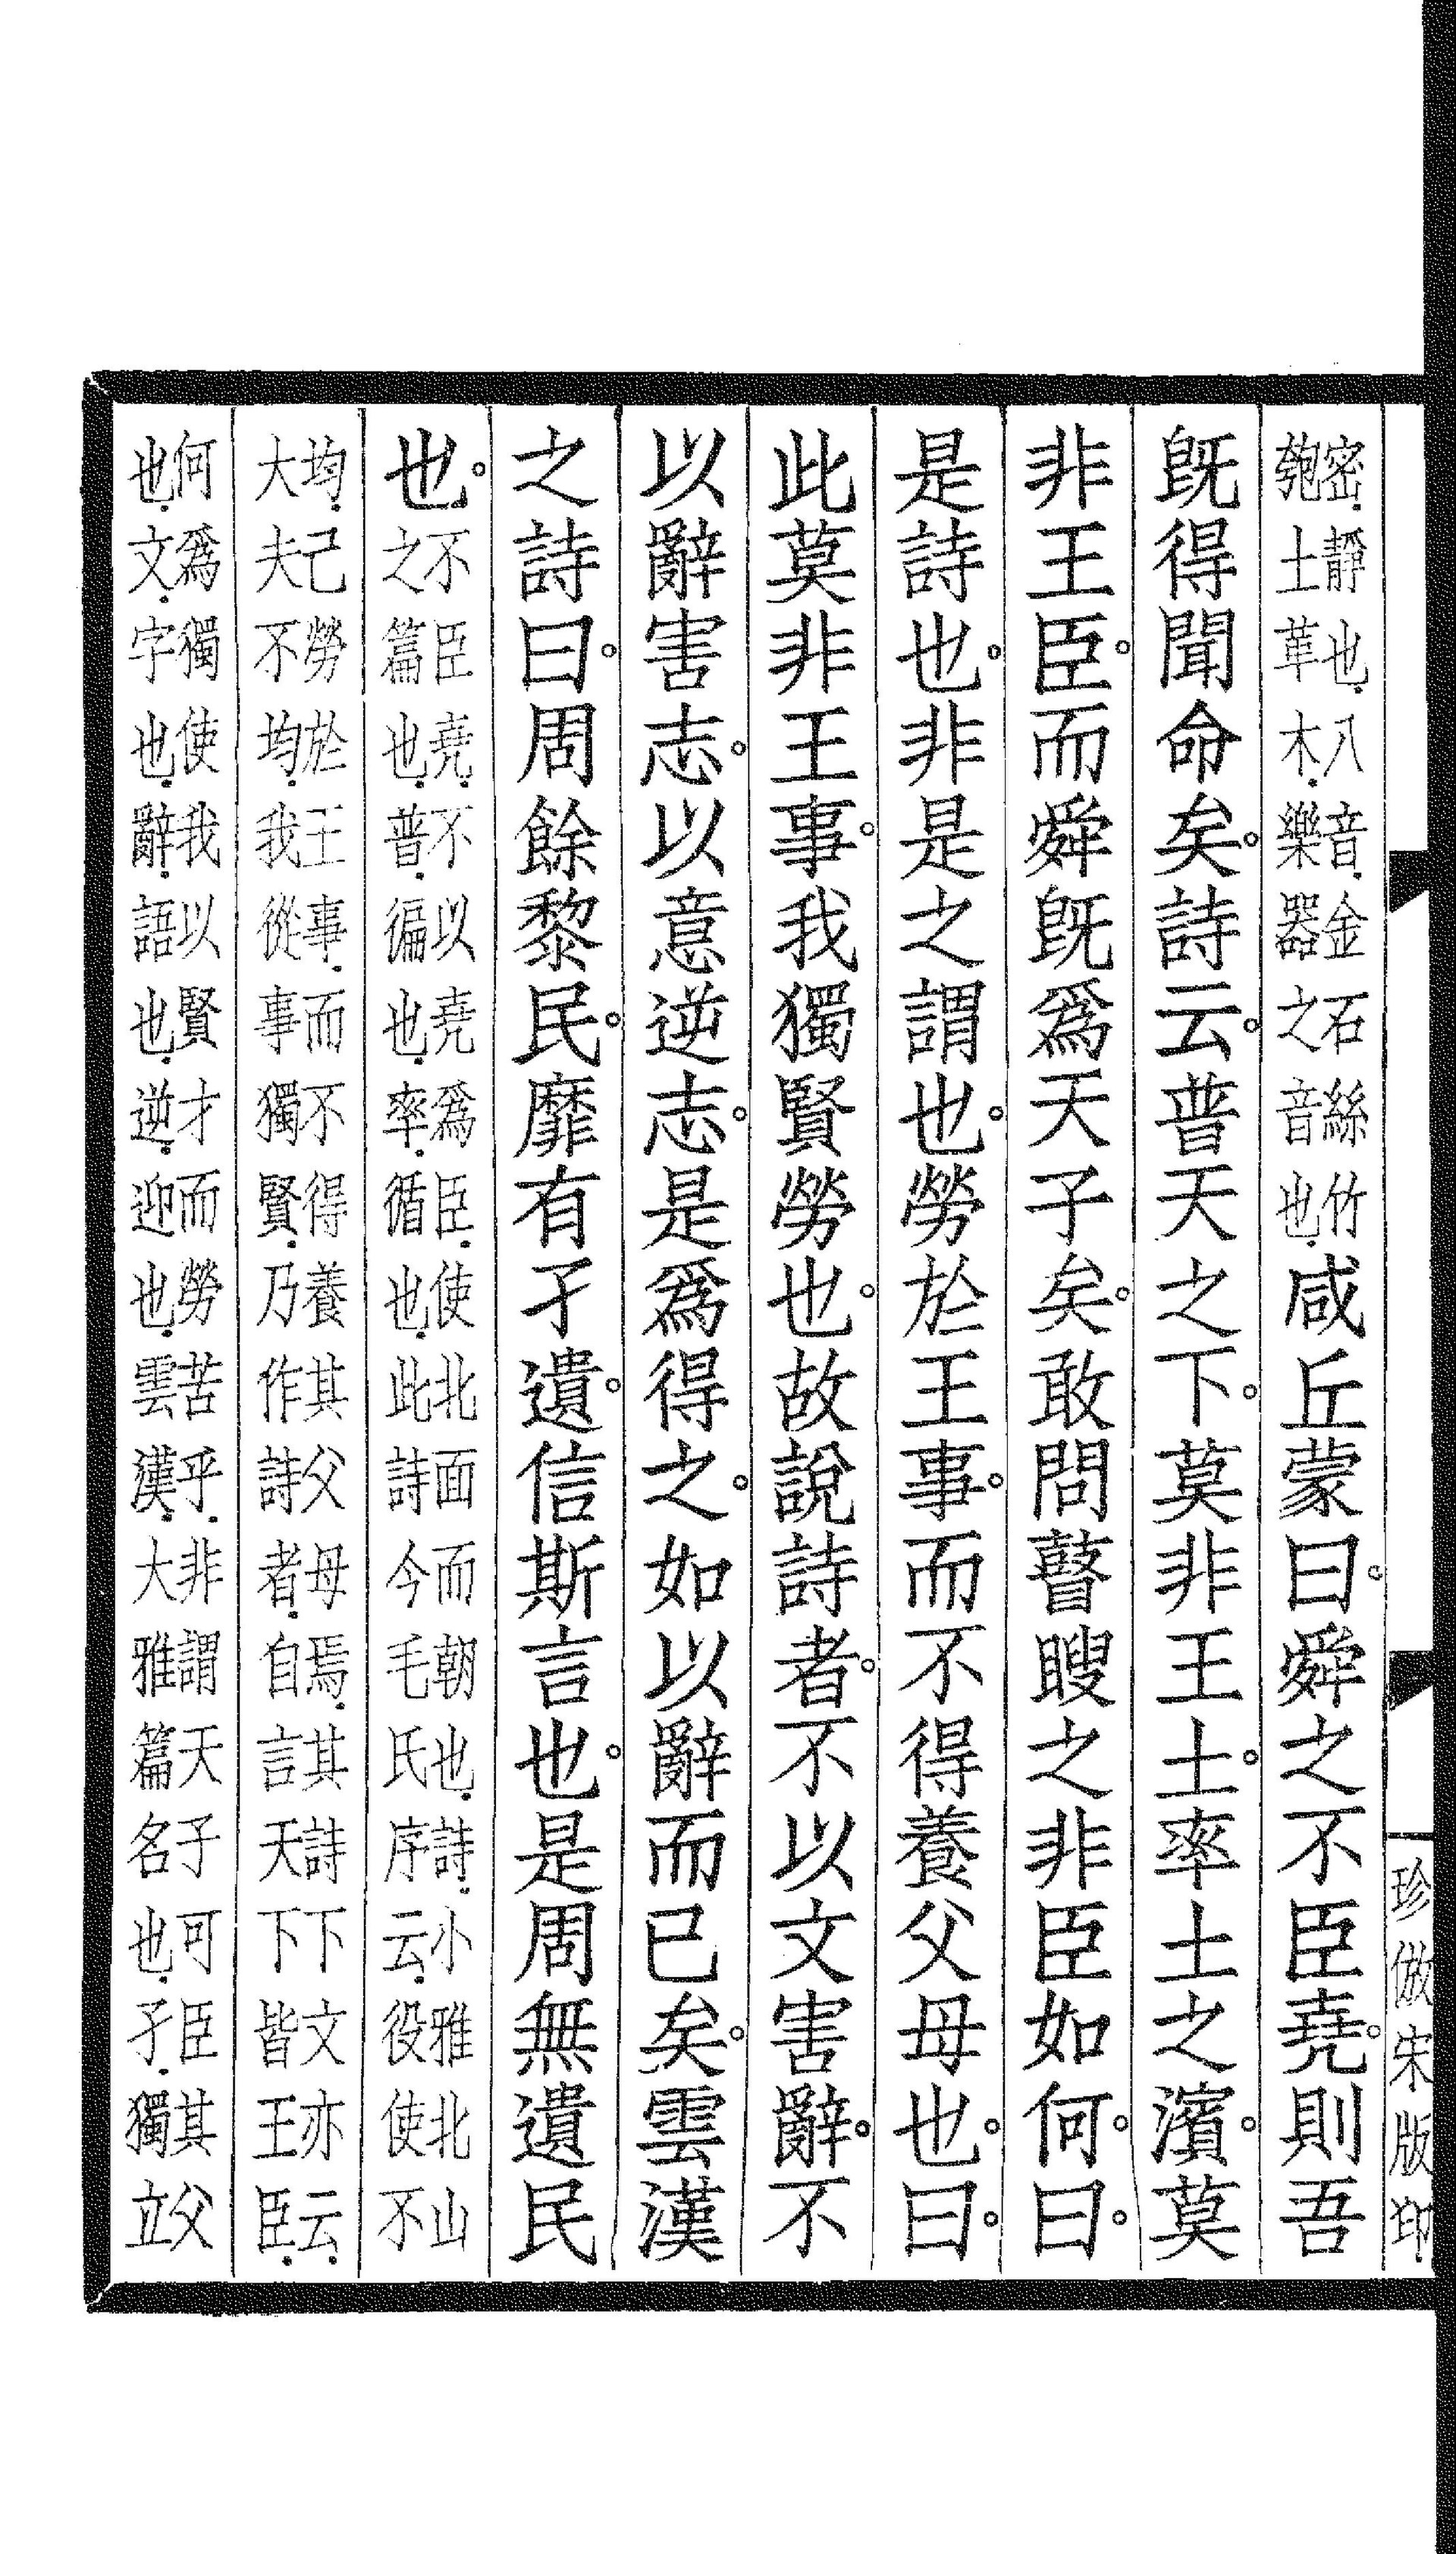 密靜也八音金石絲竹匏土革木樂器之音也咸丘蒙曰舜之不臣堯則吾
旣得聞命矣詩云普天之下莫非王土率土之濱莫
非王臣而舜旣爲天子矣敢問瞽瞍之非臣如何曰
是詩也非是之謂也勞於王事而不得養父母也曰
此莫非王事我獨賢勞也故說詩者不以文害辭不
以辭害志以意逆志是爲得之如以辭而已矣雲漢
之詩曰周餘黎民靡有孑遺信斯言也是周無遺民
也不臣堯不以堯爲臣使北面而朝也詩小雅北山之篇也普徧也率循也此詩今毛氏序云役使不
均己勞於王事而不得養其父母焉其詩下文亦云大夫不均我從事獨賢乃作詩者自言天下皆王臣
何爲獨使我以賢才而勞苦乎非謂天子可臣其父也文字也辭語也逆迎也雲漢大雅篇名也孑獨立
珍倣宋版印